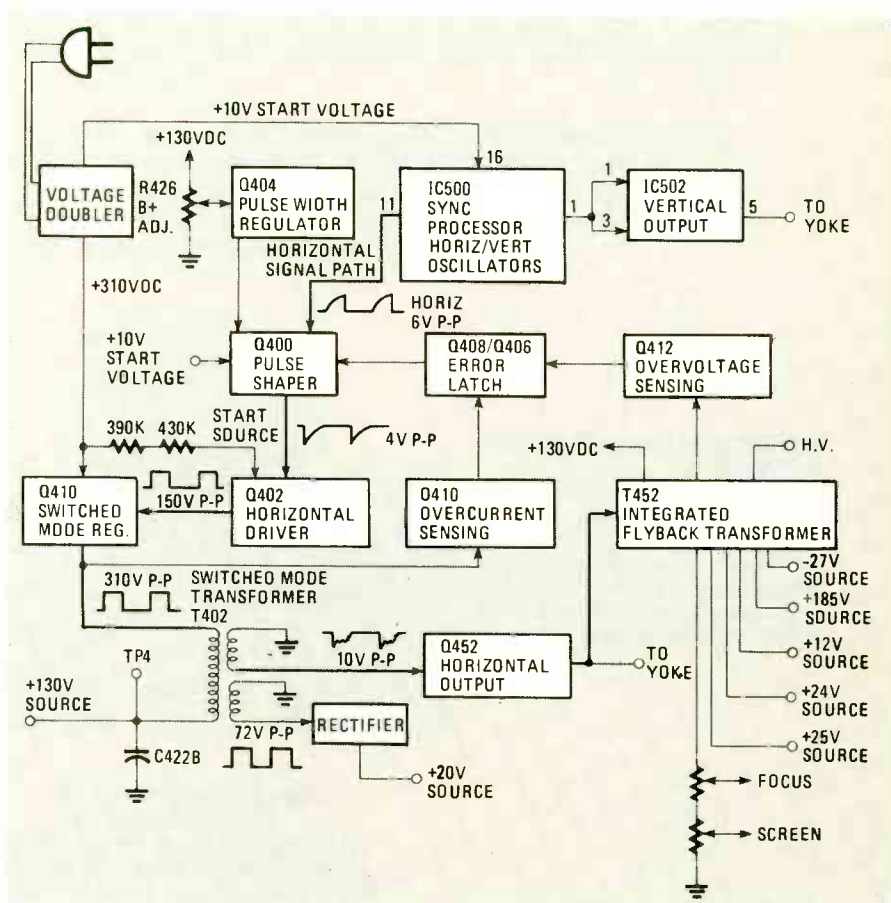 +10V START VOLTAGE
+130VDC
16
VOLTAGE
DOUBLER
R426
B+
ADJ.
Q404
PULSE WIDTH
REGULATOR
11
IC500
SYNC
PROCESSOR
HORIZ/VERT
OSCILLATORS
1
1
3
IC502
VERTICAL
OUTPUT
5
TO
YOKE
HORIZONTAL
SIGNAL PATH
+310VOC
HORIZ
6V P-P
+10V
START
VOLTAGE
Q400
PULSE
SHAPER
Q408/Q406
ERROR
LATCH
Q412
OVERVOLTAGE
SENSING
390K
430K
START
SOURCE
4V P-P
+130VDC
H.V.
Q410
SWITCHED
MODE REG.
150V P-P
Q402
HORIZONTAL
DRIVER
O410
OVERCURRENT
SENSING
T452
INTEGRATED
FLYBACK TRANSFORMER
-27V
SOURCE
+185V
SOURCE
+12V
SOURCE
+24V
SOURCE
+25V
SOURCE
310V P-P
SWITCHED MODE
TRANSFORMER
T402
10V P-P
Q452
HORIZONTAL
OUTPUT
TO
YOKE
TP4
+130V
SOURCE
C422B
72V P-P
RECTIFIER
+20V
SOURCE
FOCUS
SCREEN